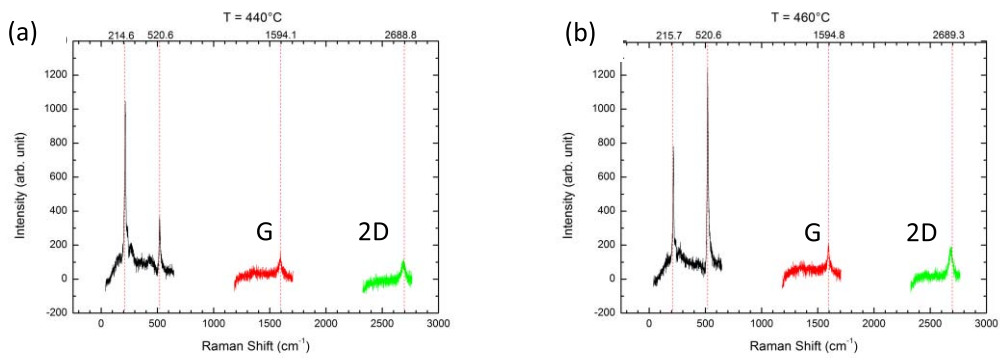 (a)
T = 440°C
214.6 520.6 1594.1 2688.8
1200
1000
800
600
400
200
0
-200
Intensity (arb. unit)
G
2D
0 500 1000 1500 2000 2500 3000
Raman Shift (cm⁻¹)
(b)
T = 460°C
215.7 520.6 1594.8 2689.3
1200
1000
800
600
400
200
0
-200
Intensity (arb. unit)
G
2D
0 500 1000 1500 2000 2500 3000
Raman Shift (cm⁻¹)